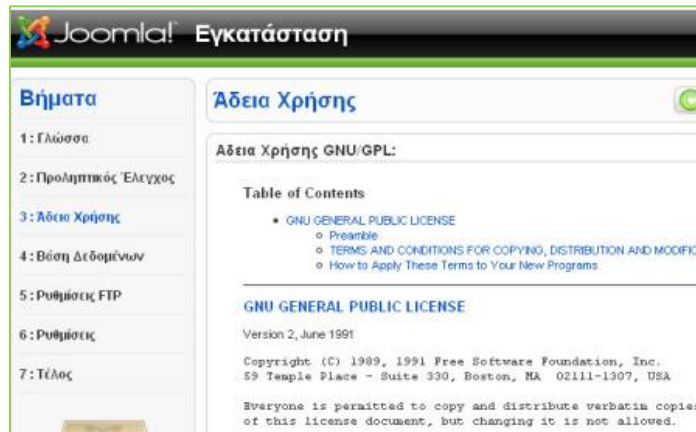 Joomla! Εγκατάσταση
Βήματα
1 : Γλώσσα
2 : Προληπτικός Έλεγχος
3 : Άδεια Χρήσης
4 : Βάση Δεδομένων
5 : Ρυθμίσεις FTP
6 : Ρυθμίσεις
7 : Τέλος
Άδεια Χρήσης
Αδεια Χρήσης GNU/GPL:
Table of Contents
GNU GENERAL PUBLIC LICENSE
Preamble
TERMS AND CONDITIONS FOR COPYING, DISTRIBUTION AND MODIFIC
How to Apply These Terms to Your New Programs
GNU GENERAL PUBLIC LICENSE
Version 2, June 1991
Copyright (C) 1989, 1991 Free Software Foundation, Inc.
59 Temple Place - Suite 330, Boston, MA 02111-1307, USA
Everyone is permitted to copy and distribute verbatim copies
of this license document, but changing it is not allowed.